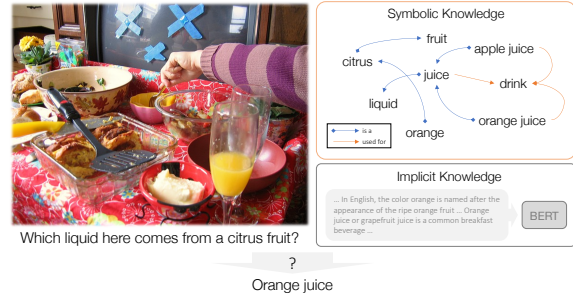 Symbolic Knowledge
fruit
apple juice
citrus
juice
drink
liquid
orange
orange juice
is a
used for
Implicit Knowledge
... In English, the color orange is named after the
appearance of the ripe orange fruit ... Orange
juice or grapefruit juice is a common breakfast
beverage ...
BERT
Which liquid here comes from a citrus fruit?
?
Orange juice